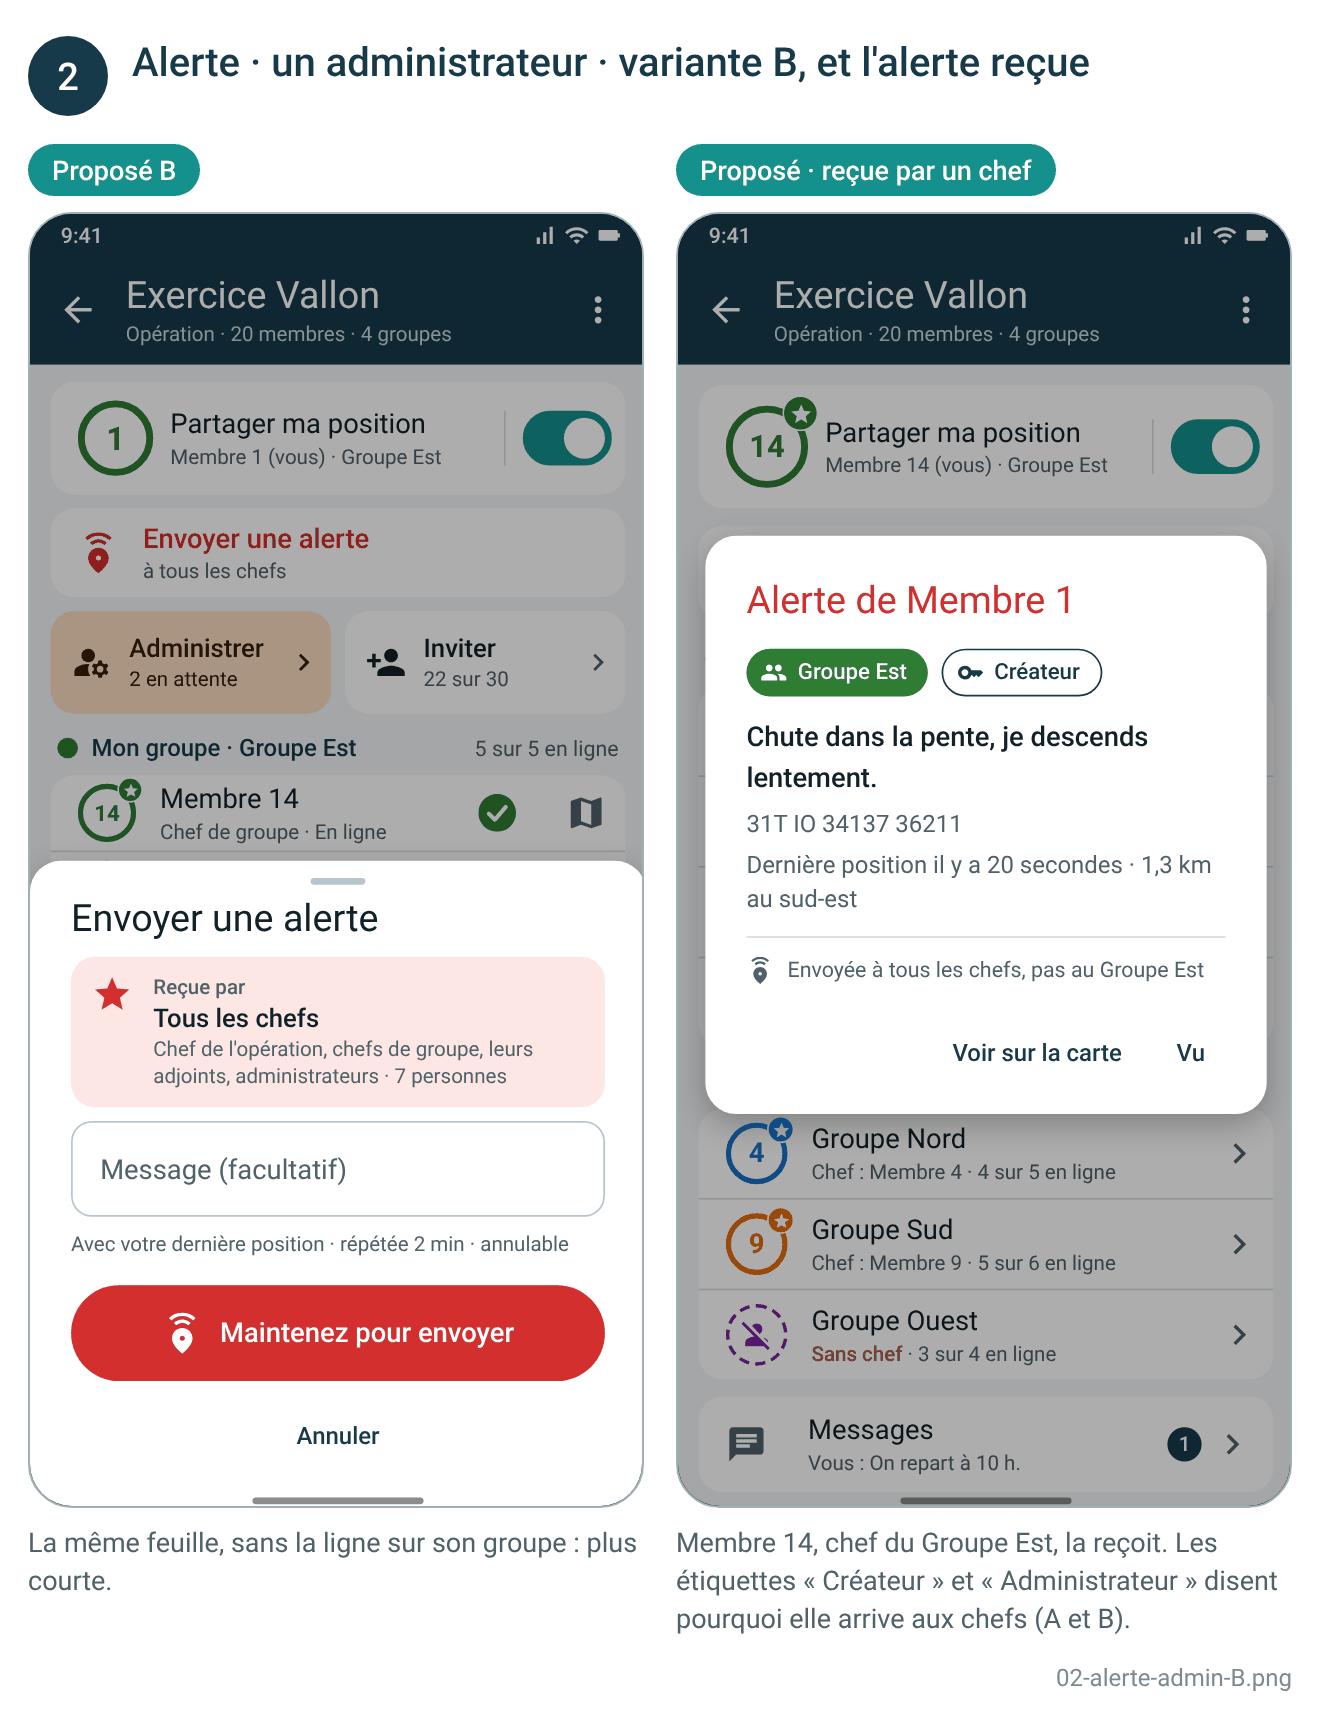 2
Alerte · un administrateur · variante B, et l'alerte reçue
Proposé B
9:41
Exercice Vallon
Opération · 20 membres · 4 groupes
1
Partager ma position
Membre 1 (vous) · Groupe Est
Envoyer une alerte
à tous les chefs
Administrer
2 en attente
Inviter
22 sur 30
Mon groupe · Groupe Est
5 sur 5 en ligne
14
Membre 14
Chef de groupe · En ligne
Envoyer une alerte
Reçue par
Tous les chefs
Chef de l'opération, chefs de groupe, leurs
adjoints, administrateurs · 7 personnes
Message (facultatif)
Avec votre dernière position · répétée 2 min · annulable
Maintenez pour envoyer
Annuler
La même feuille, sans la ligne sur son groupe : plus
courte.
Proposé · reçue par un chef
9:41
Exercice Vallon
Opération · 20 membres · 4 groupes
14
Partager ma position
Membre 14 (vous) · Groupe Est
Alerte de Membre 1
Groupe Est
Créateur
Chute dans la pente, je descends
lentement.
31T IO 34137 36211
Dernière position il y a 20 secondes · 1,3 km
au sud-est
Envoyée à tous les chefs, pas au Groupe Est
Voir sur la carte
Vu
4
Groupe Nord
Chef : Membre 4 · 4 sur 5 en ligne
9
Groupe Sud
Chef : Membre 9 · 5 sur 6 en ligne
Groupe Ouest
Sans chef · 3 sur 4 en ligne
Messages
Vous : On repart à 10 h.
1
Membre 14, chef du Groupe Est, la reçoit. Les
étiquettes « Créateur » et « Administrateur » disent
pourquoi elle arrive aux chefs (A et B).
02-alerte-admin-B.png